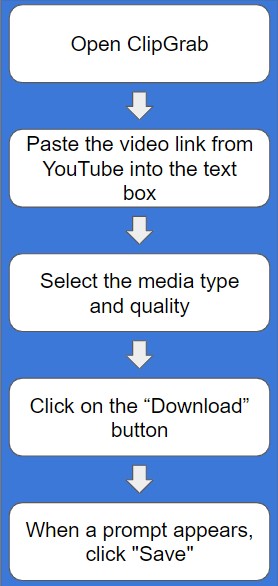 Open ClipGrab
Paste the video link from
YouTube into the text
box
Select the media type
and quality
Click on the “Download”
button
When a prompt appears,
click "Save"